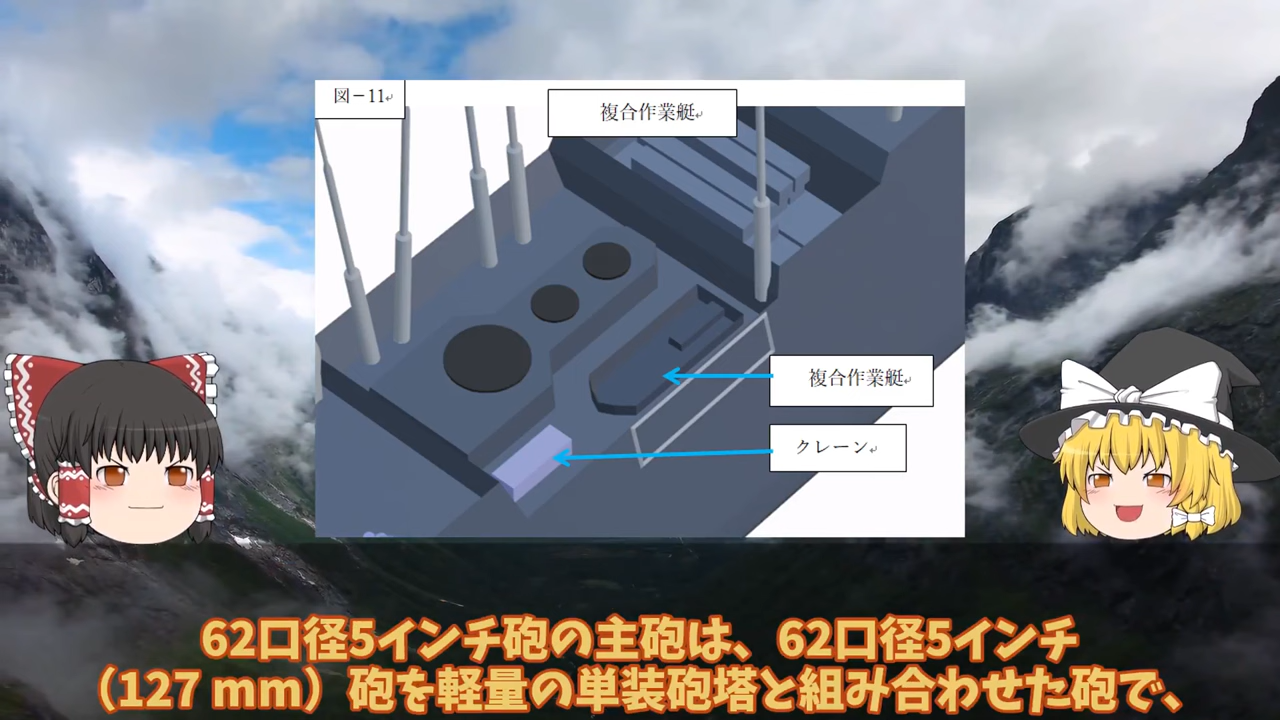 図－11
複合作業艇
複合作業艇
クレーン
62口径5インチ砲の主砲は、62口径5インチ
（127 mm）砲を軽量の単装砲塔と組み合わせた砲で、